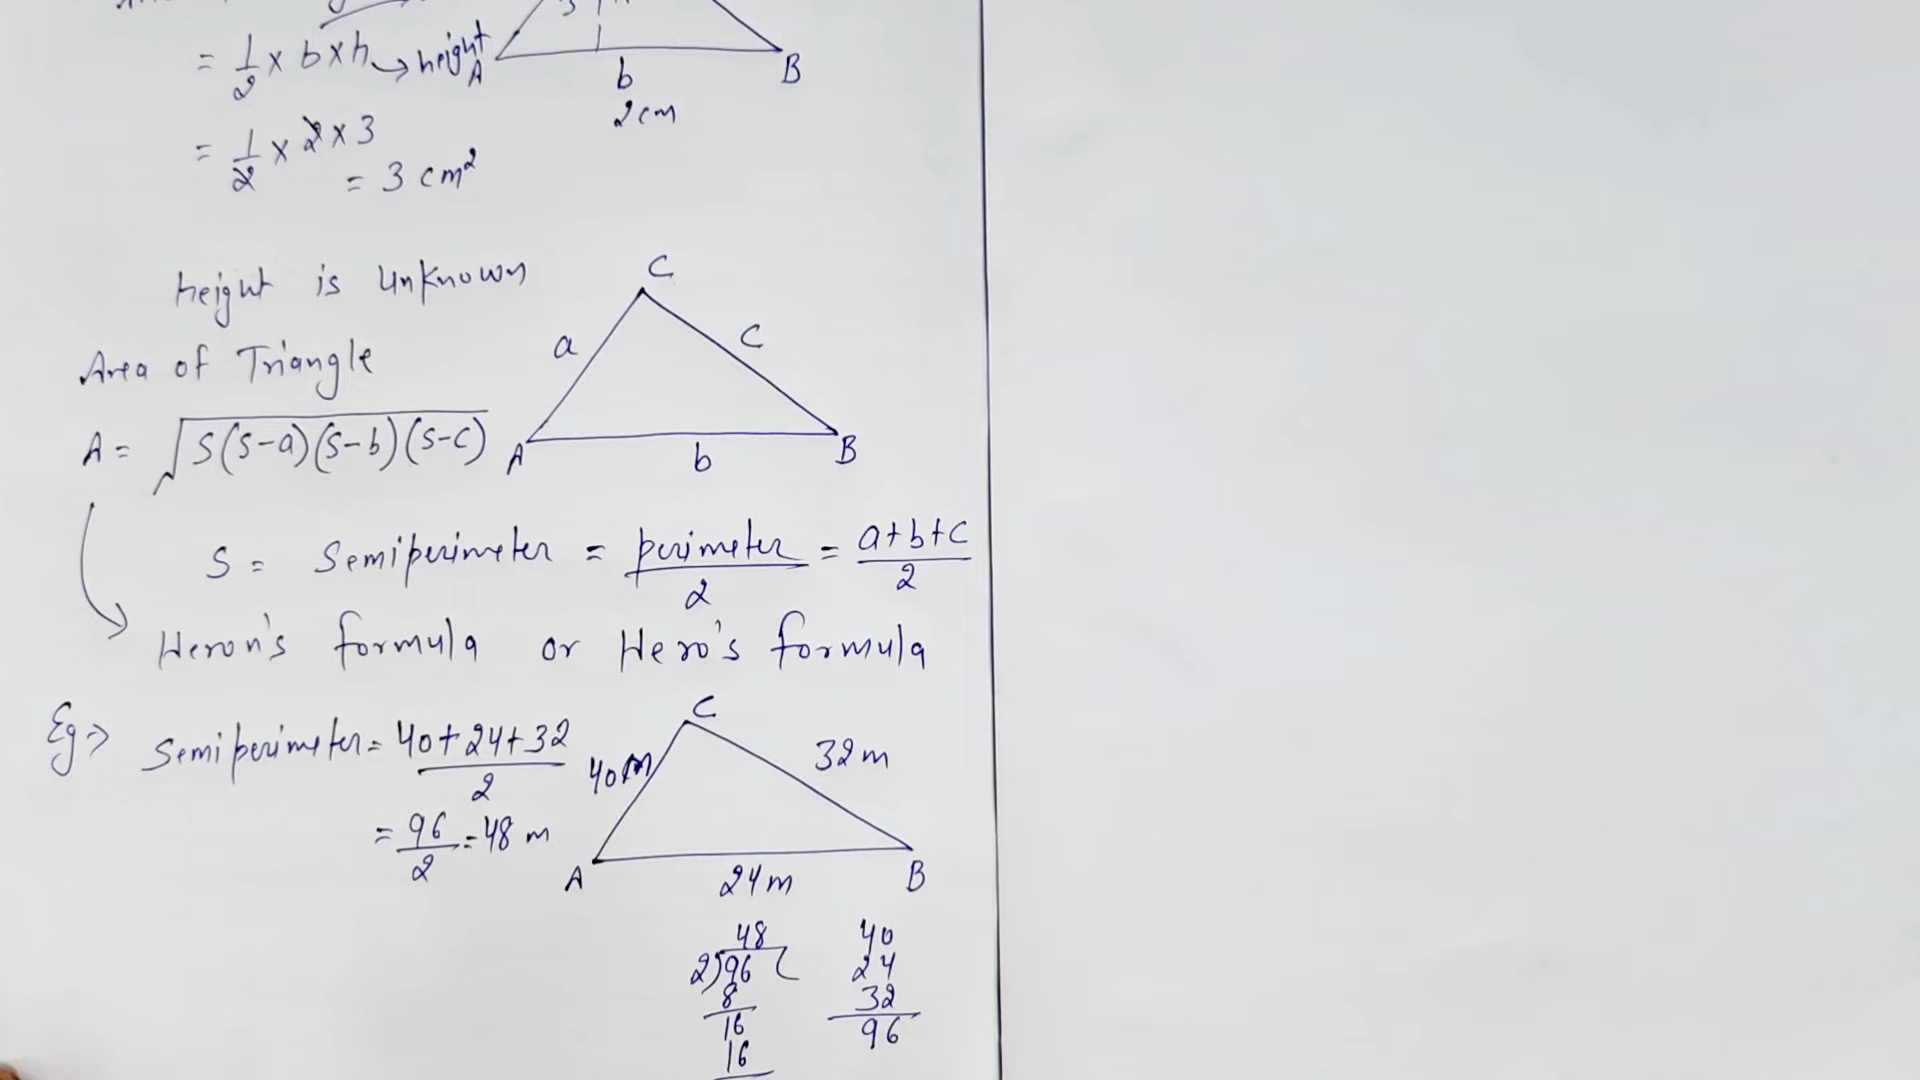 = 1/2 × b × h → height
A
b
B
2cm
= 1/2 × 2 × 3
= 3 cm²
height is unknown
C
a
C
Area of Triangle
A = √S(S-a)(S-b)(S-c)
A
b
B
S = Semiperimeter = perimeter/2 = a+b+c/2
Heron's formula or Hero's formula
Eg→ Semiperimeter = 40+24+32/2
C
40m
32m
= 96/2 = 48 m
A
24m
B
48
2)96(
8
16
16
40
24
32
96